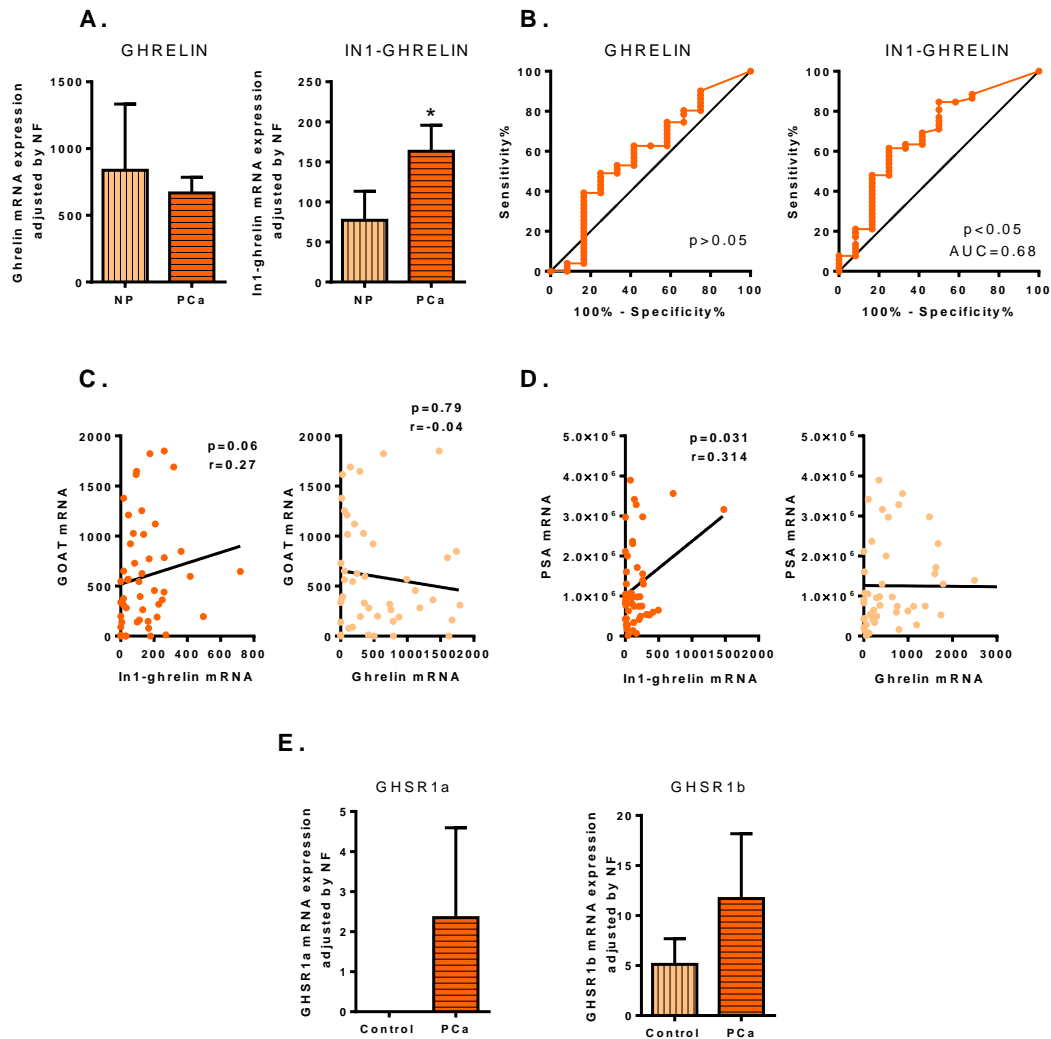 A.
GHRELIN
Ghrelin mRNA expression
adjusted by NF
1500
1000
500
0
NP
PCa
IN1-GHRELIN
In1-ghrelin mRNA expression
adjusted by NF
250
200
150
100
50
0
*
NP
PCa
B.
GHRELIN
Sensitivity%
100
80
60
40
20
0
p>0.05
0 20 40 60 80 100
100% - Specificity%
IN1-GHRELIN
Sensitivity%
100
80
60
40
20
0
p<0.05
AUC=0.68
0 20 40 60 80 100
100% - Specificity%
C.
p=0.06
r=0.27
GOAT mRNA
2000
1500
1000
500
0
0 200 400 600 800
In1-ghrelin mRNA
p=0.79
r=-0.04
GOAT mRNA
2000
1500
1000
500
0
0 500 1000 1500 2000
Ghrelin mRNA
D.
p=0.031
r=0.314
PSA mRNA
5.0×10⁶
4.0×10⁶
3.0×10⁶
2.0×10⁶
1.0×10⁶
0
0 500 1000 1500 2000
In1-ghrelin mRNA
PSA mRNA
5.0×10⁶
4.0×10⁶
3.0×10⁶
2.0×10⁶
1.0×10⁶
0
0 1000 2000 3000
Ghrelin mRNA
E.
GHSR1a
GHSR1a mRNA expression
adjusted by NF
5
4
3
2
1
0
Control
PCa
GHSR1b
GHSR1b mRNA expression
adjusted by NF
20
15
10
5
0
Control
PCa